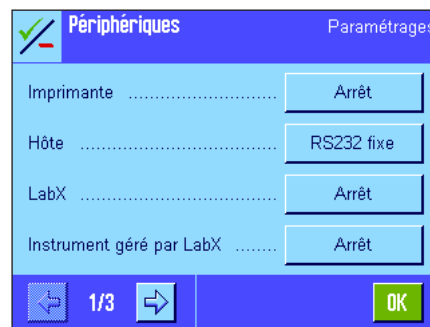 Périphériques Paramétrages
Imprimante .......................... Arrêt
Hôte .................................. RS232 fixe
LabX .................................. Arrêt
Instrument géré par LabX ........ Arrêt
1/3 OK